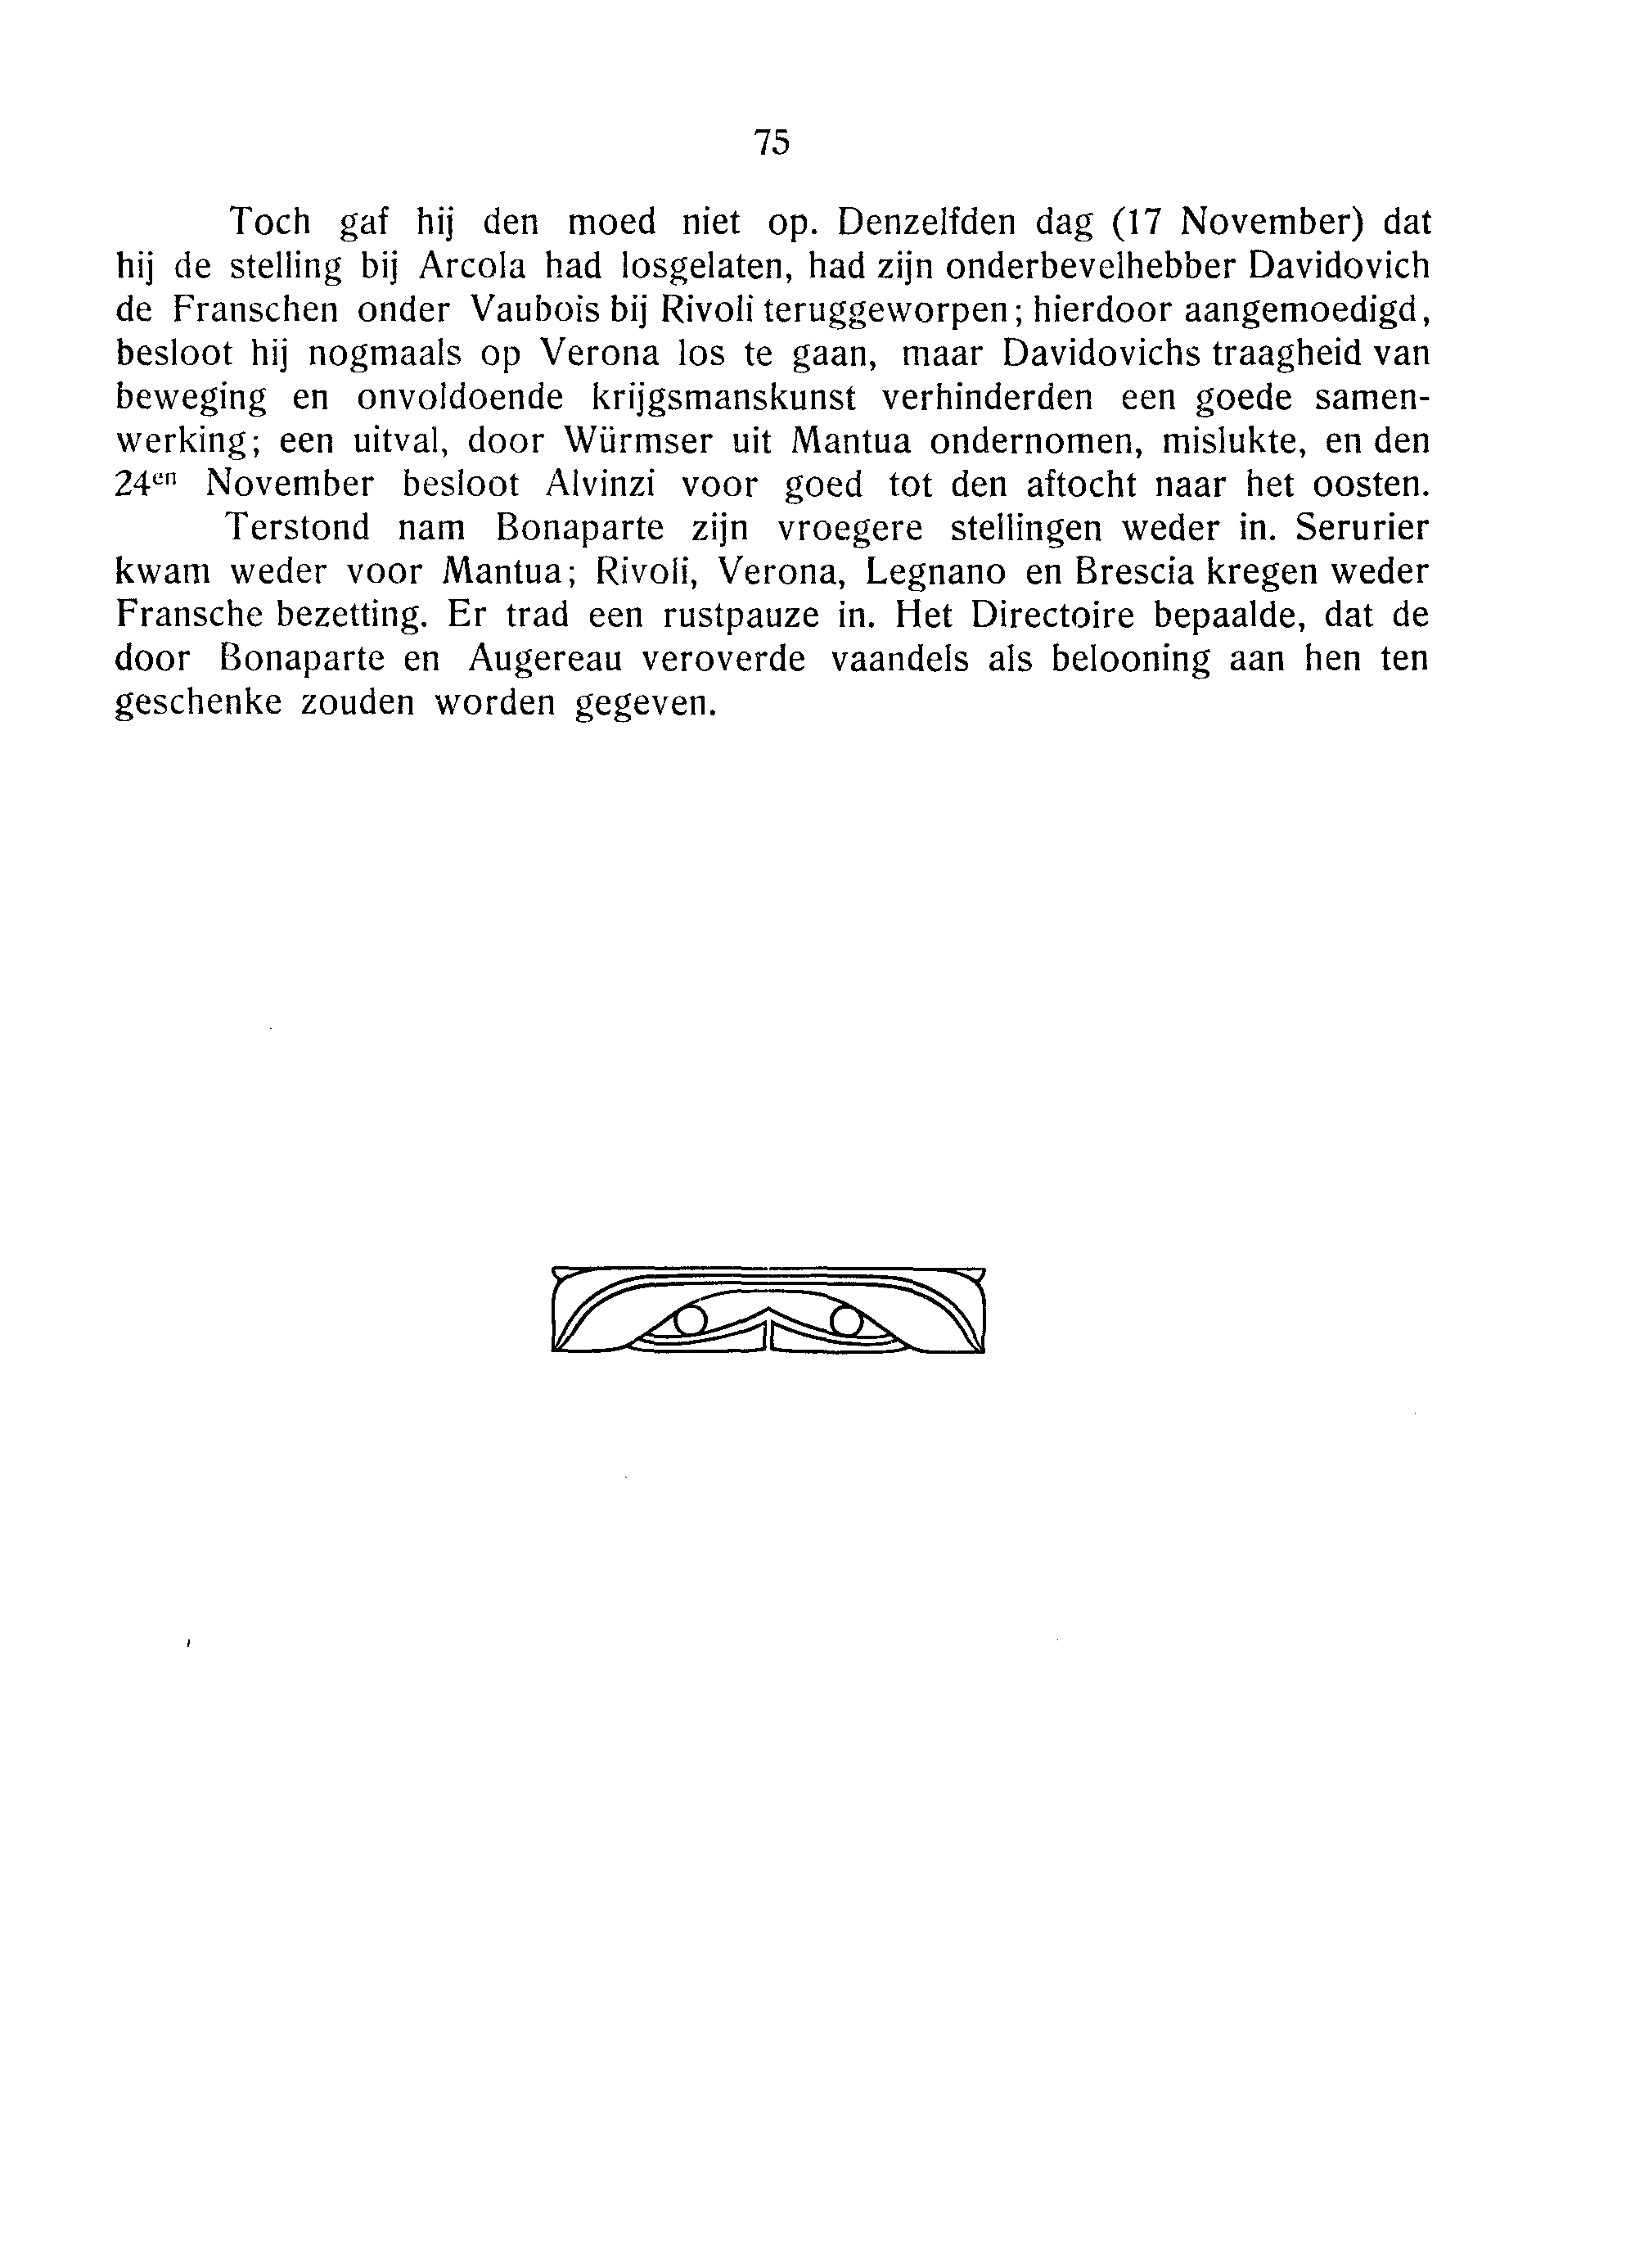 75
Toch gaf hij den moed niet op. Denzelfden dag (17 November) dat
hij de stelling bij Arcola had losgelaten, had zijn onderbevelhebber Davidovich
de Franschen onder Vaubois bij Rivoli teruggeworpen; hierdoor aangemoedigd,
besloot hij nogmaals op Verona los te gaan, maar Davidovichs traagheid van
beweging en onvoldoende krijgsmanskunst verhinderden een goede samen-
werking; een uitval, door Würmser uit Mantua ondernomen, mislukte, en den
24en November besloot Alvinzi voor goed tot den aftocht naar het oosten.
Terstond nam Bonaparte zijn vroegere stellingen weder in. Serurier
kwam weder voor Mantua; Rivoli, Verona, Legnano en Brescia kregen weder
Fransche bezetting. Er trad een rustpauze in. Het Directoire bepaalde, dat de
door Bonaparte en Augereau veroverde vaandels als belooning aan hen ten
geschenke zouden worden gegeven.